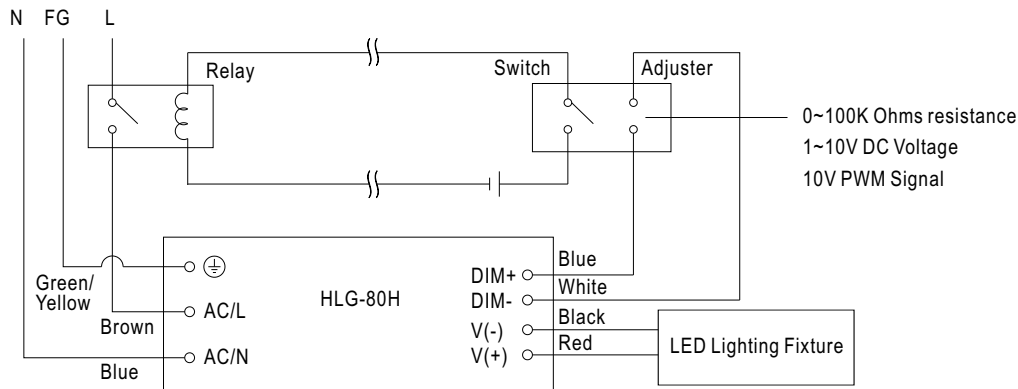 N FG L
Relay
Switch
Adjuster
0~100K Ohms resistance
1~10V DC Voltage
10V PWM Signal
Green/
Yellow
Brown
Blue
AC/L
AC/N
HLG-80H
DIM+
DIM-
V(-)
V(+)
Blue
White
Black
Red
LED Lighting Fixture